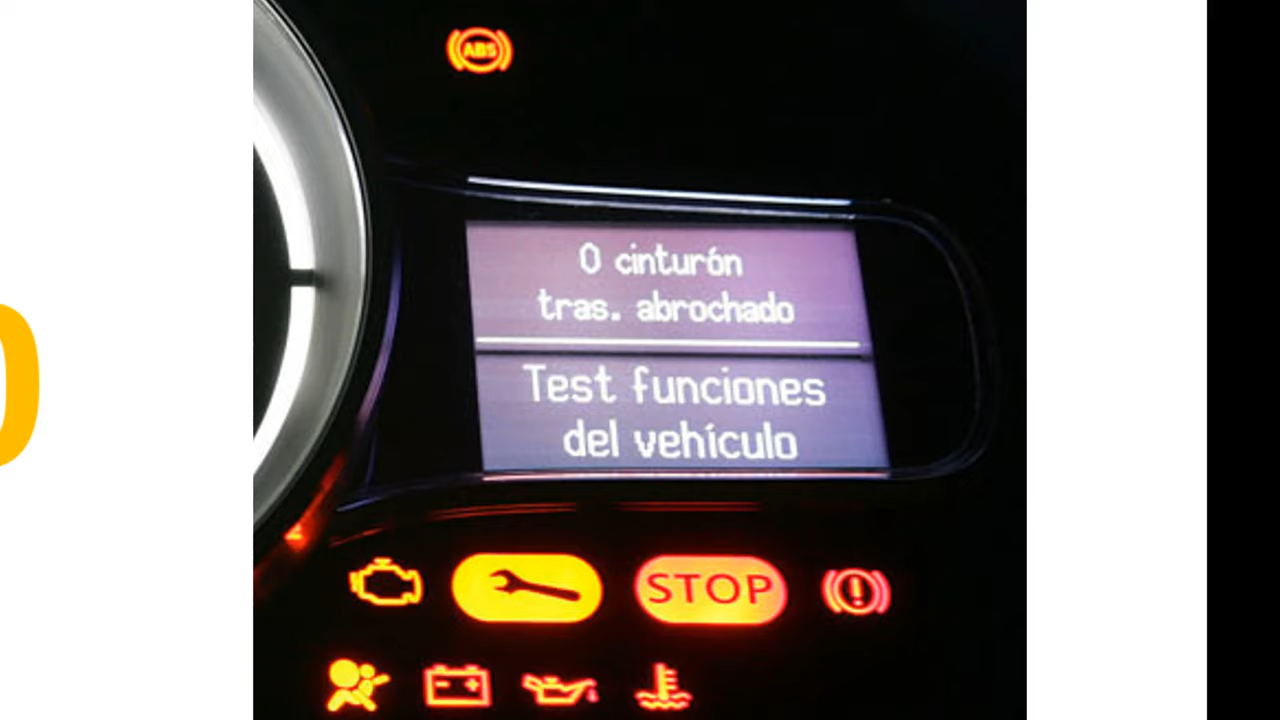 ABS
0 cinturón
tras. abrochado
Test funciones
del vehículo
STOP